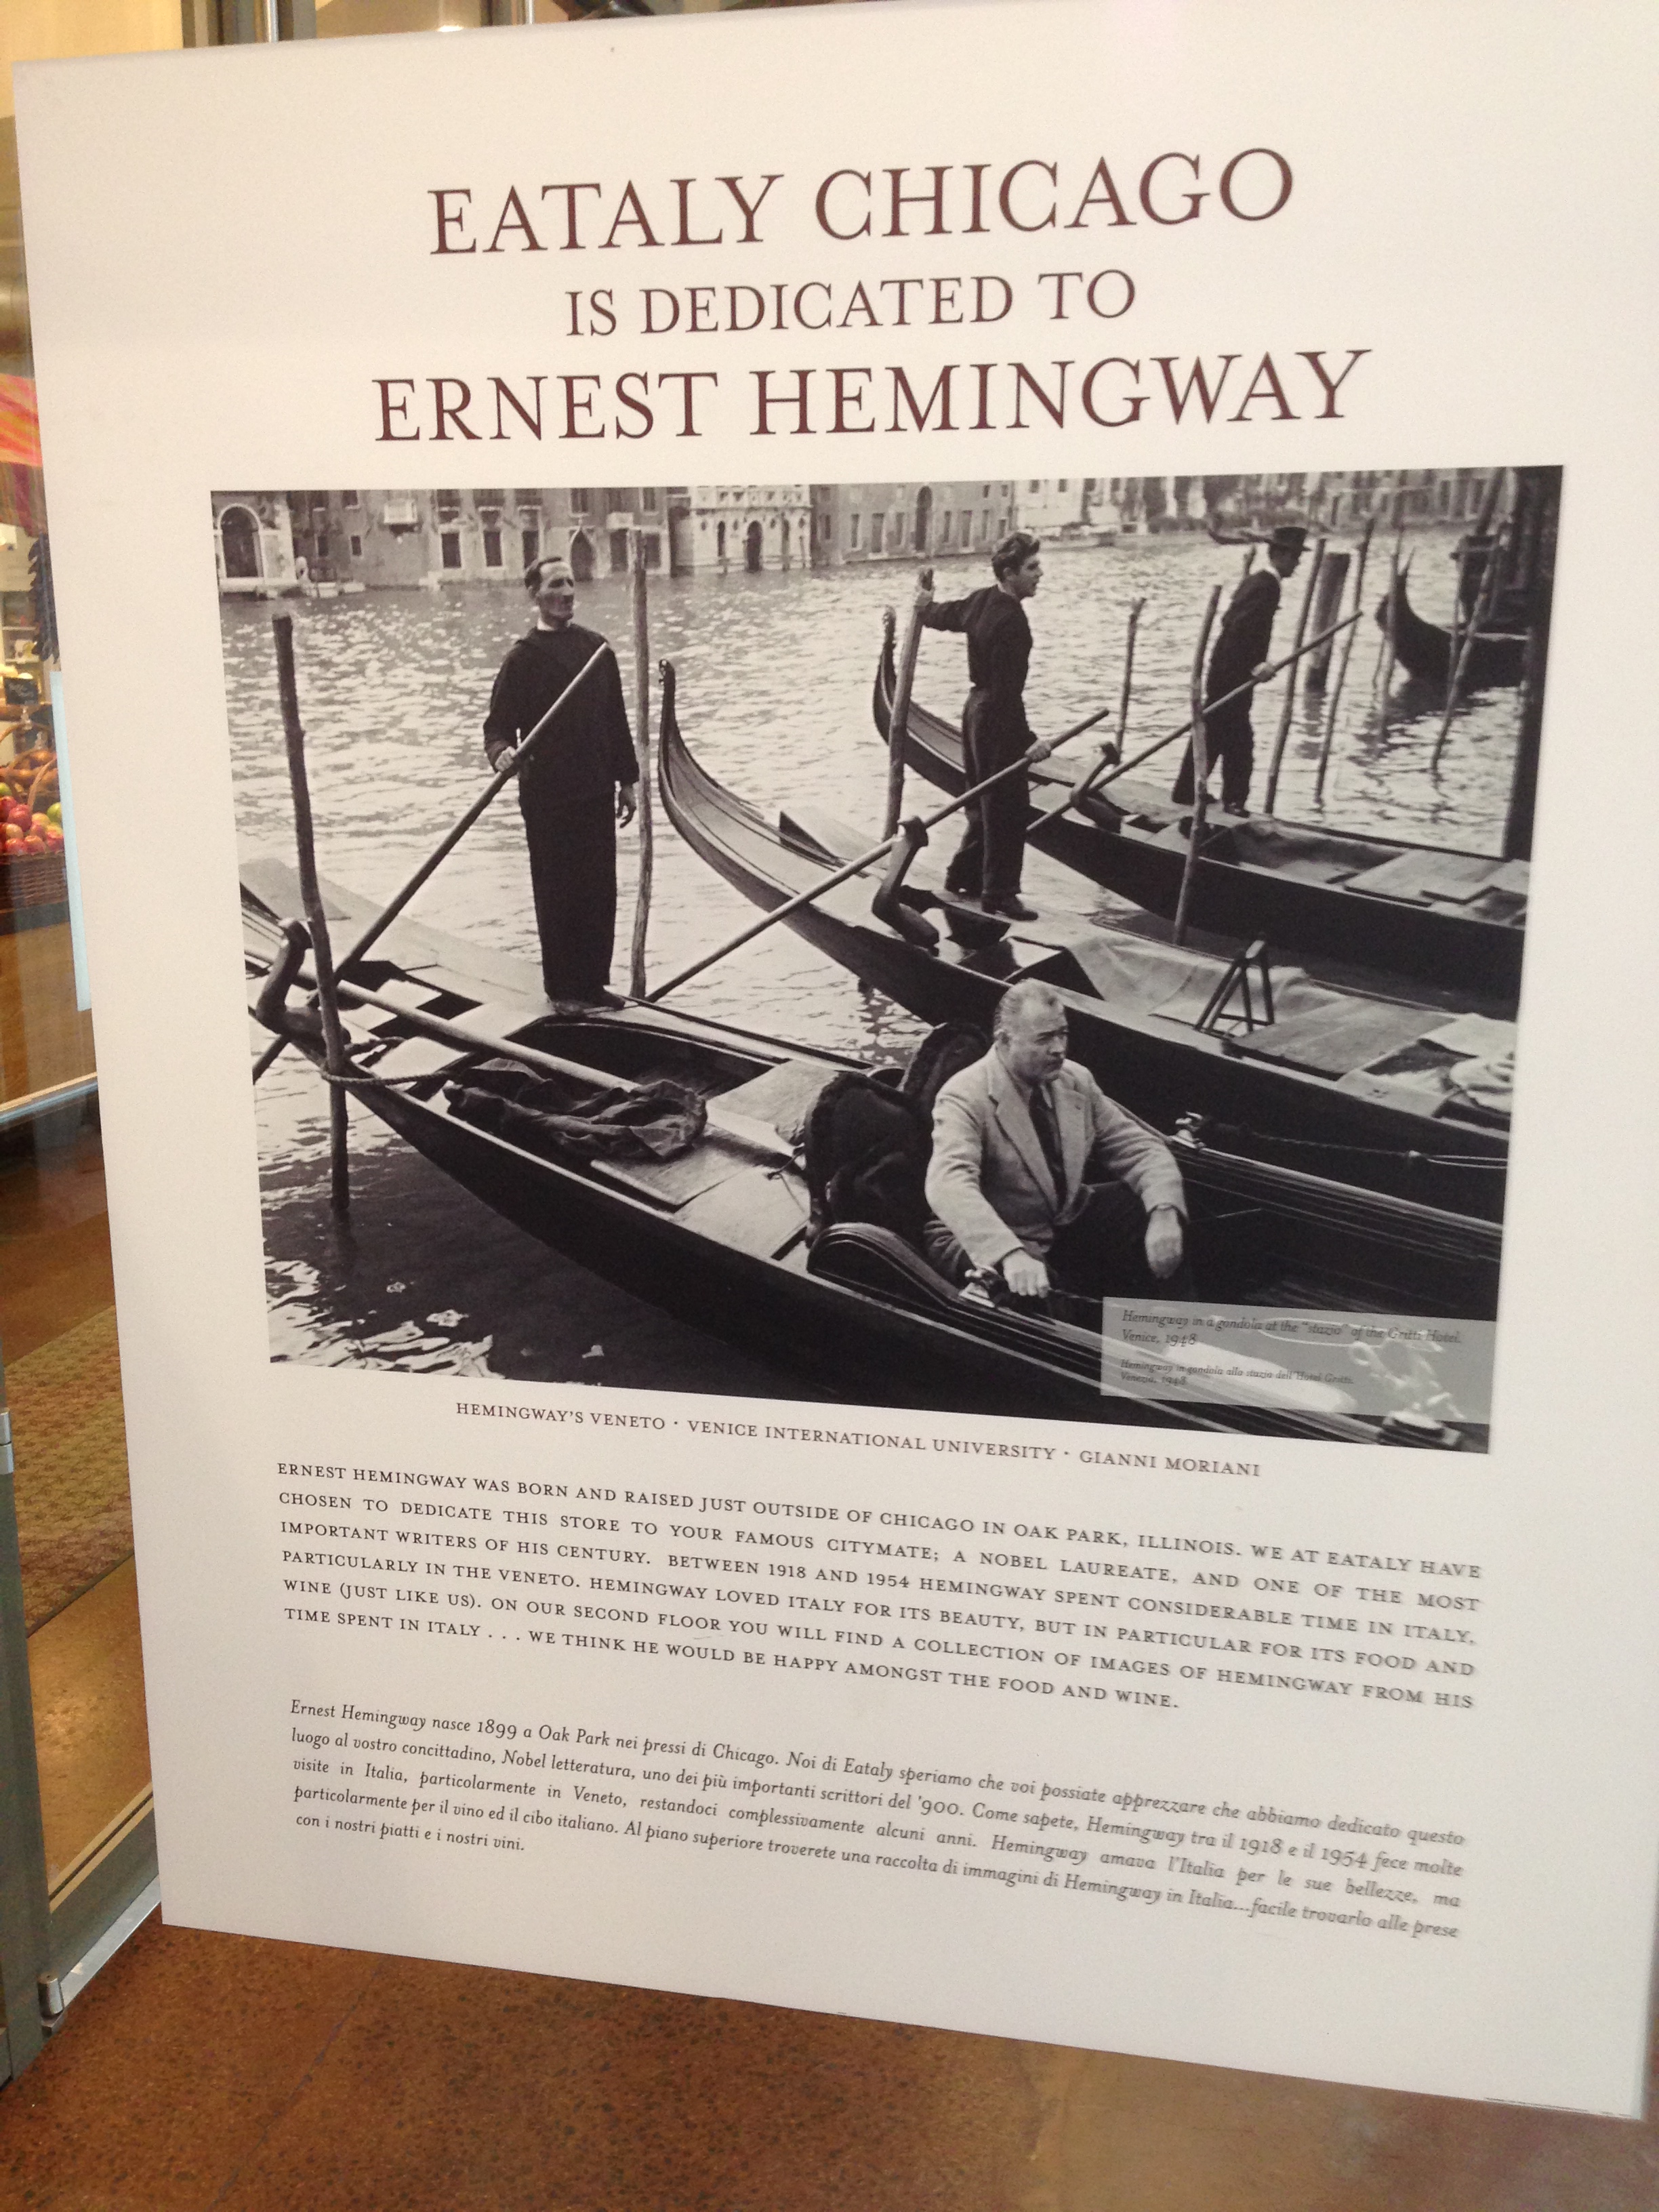 EATALY CHICAGO
IS DEDICATED TO
ERNEST HEMINGWAY
Hemingway in a gondola at the "stazio" of the Gritti Hotel.
Venice, 1948
Hemingway in gondola allo stazio dell'Hotel Gritti.
Venezia, 1948
HEMINGWAY'S VENETO · VENICE INTERNATIONAL UNIVERSITY · GIANNI MORIANI
ERNEST HEMINGWAY WAS BORN AND RAISED JUST OUTSIDE OF CHICAGO IN OAK PARK, ILLINOIS. WE AT EATALY HAVE
CHOSEN TO DEDICATE THIS STORE TO YOUR FAMOUS CITYMATE; A NOBEL LAUREATE, AND ONE OF THE MOST
IMPORTANT WRITERS OF HIS CENTURY. BETWEEN 1918 AND 1954 HEMINGWAY SPENT CONSIDERABLE TIME IN ITALY,
PARTICULARLY IN THE VENETO. HEMINGWAY LOVED ITALY FOR ITS BEAUTY, BUT IN PARTICULAR FOR ITS FOOD AND
WINE (JUST LIKE US). ON OUR SECOND FLOOR YOU WILL FIND A COLLECTION OF IMAGES OF HEMINGWAY FROM HIS
TIME SPENT IN ITALY . . . WE THINK HE WOULD BE HAPPY AMONGST THE FOOD AND WINE.
Ernest Hemingway nasce 1899 a Oak Park nei pressi di Chicago. Noi di Eataly speriamo che voi possiate apprezzare che abbiamo dedicato questo
luogo al vostro concittadino, Nobel letteratura, uno dei più importanti scrittori del '900. Come sapete, Hemingway tra il 1918 e il 1954 fece molte
visite in Italia, particolarmente in Veneto, restandoci complessivamente alcuni anni. Hemingway amava l'Italia per le sue bellezze, ma
particolarmente per il vino ed il cibo italiano. Al piano superiore troverete una raccolta di immagini di Hemingway in Italia...facile trovarlo alle prese
con i nostri piatti e i nostri vini.